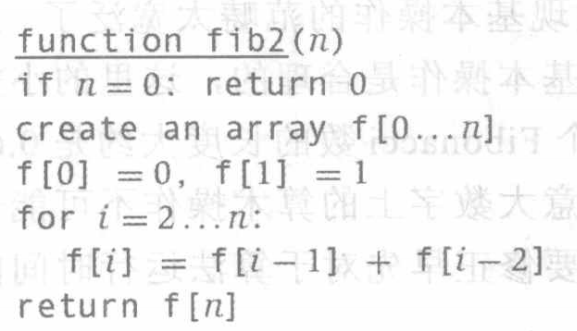 function fib2(n)
if n = 0: return 0
create an array f[0...n]
f[0] = 0, f[1] = 1
for i = 2...n:
f[i] = f[i − 1] + f[i − 2]
return f[n]